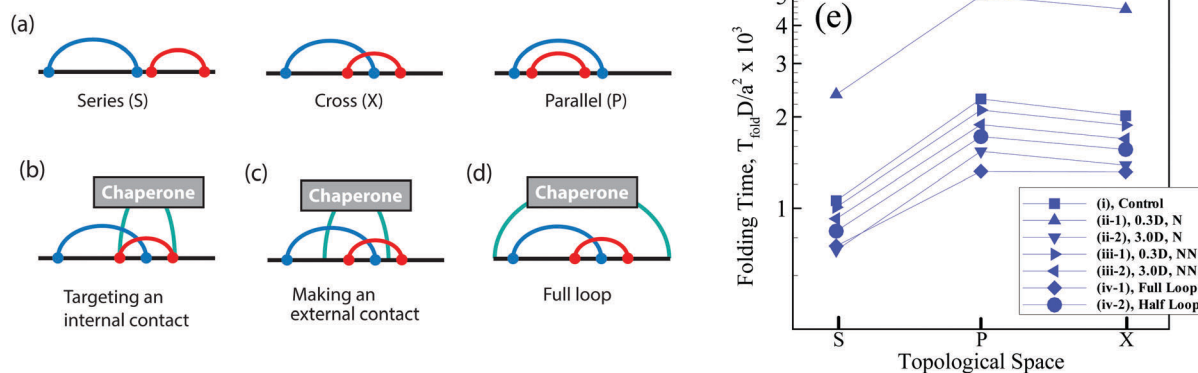 (a)
Series (S)
Cross (X)
Parallel (P)
(b)
Chaperone
Targeting an
internal contact
(c)
Chaperone
Making an
external contact
(d)
Chaperone
Full loop
(e)
Folding Time, T_fold D/a² x 10³
4
3
2
1
(i), Control
(ii-1), 0.3D, N
(ii-2), 3.0D, N
(iii-1), 0.3D, NN
(iii-2), 3.0D, NN
(iv-1), Full Loop
(iv-2), Half Loop
S
P
X
Topological Space